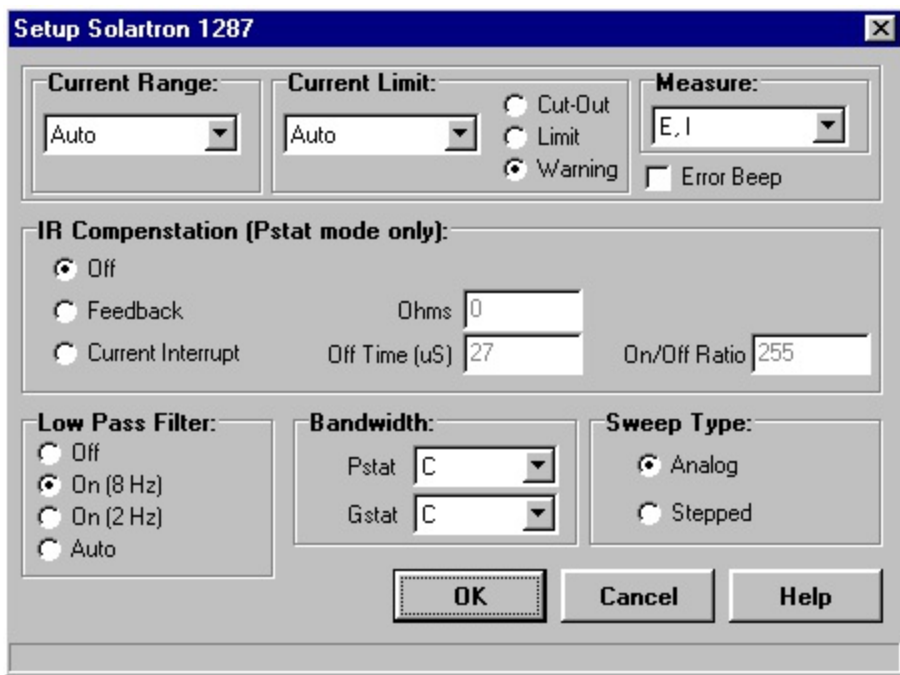 Setup Solartron 1287
Current Range:
Auto
Current Limit:
Auto
Cut-Out
Limit
Warning
Measure:
E, I
Error Beep
IR Compenstation (Pstat mode only):
Off
Feedback
Ohms 0
Current Interrupt
Off Time (uS) 27
On/Off Ratio 255
Low Pass Filter:
Off
On (8 Hz)
On (2 Hz)
Auto
Bandwidth:
Pstat C
Gstat C
Sweep Type:
Analog
Stepped
OK
Cancel
Help